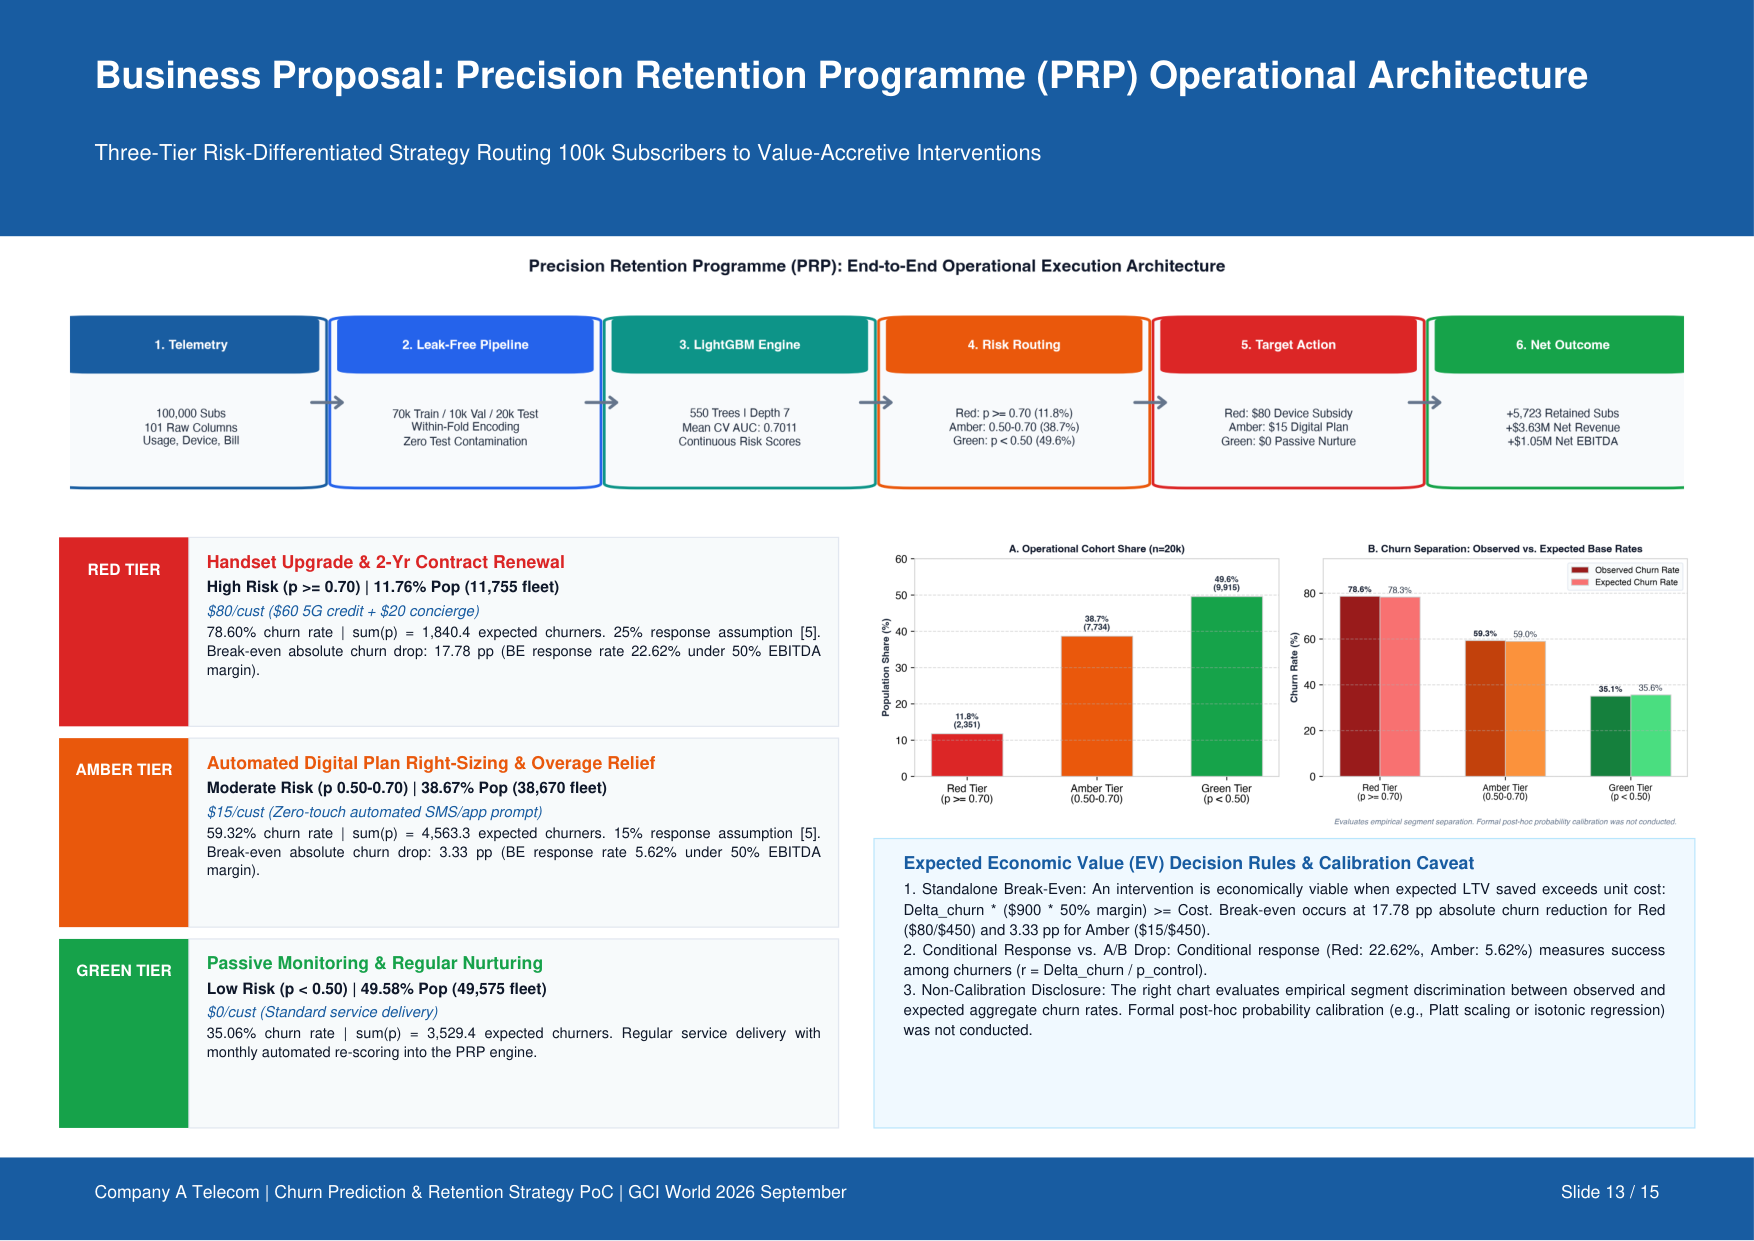 Business Proposal: Precision Retention Programme (PRP) Operational Architecture
Three-Tier Risk-Differentiated Strategy Routing 100k Subscribers to Value-Accretive Interventions
Precision Retention Programme (PRP): End-to-End Operational Execution Architecture
1. Telemetry
100,000 Subs
101 Raw Columns
Usage, Device, Bill
2. Leak-Free Pipeline
70k Train / 10k Val / 20k Test
Within-Fold Encoding
Zero Test Contamination
3. LightGBM Engine
550 Trees | Depth 7
Mean CV AUC: 0.7011
Continuous Risk Scores
4. Risk Routing
Red: p >= 0.70 (11.8%)
Amber: 0.50-0.70 (38.7%)
Green: p < 0.50 (49.6%)
5. Target Action
Red: $80 Device Subsidy
Amber: $15 Digital Plan
Green: $0 Passive Nurture
6. Net Outcome
+5,723 Retained Subs
+$3.63M Net Revenue
+$1.05M Net EBITDA
RED TIER
Handset Upgrade & 2-Yr Contract Renewal
High Risk (p >= 0.70) | 11.76% Pop (11,755 fleet)
$80/cust ($60 5G credit + $20 concierge)
78.60% churn rate | sum(p) = 1,840.4 expected churners. 25% response assumption [5].
Break-even absolute churn drop: 17.78 pp (BE response rate 22.62% under 50% EBITDA
margin).
AMBER TIER
Automated Digital Plan Right-Sizing & Overage Relief
Moderate Risk (p 0.50-0.70) | 38.67% Pop (38,670 fleet)
$15/cust (Zero-touch automated SMS/app prompt)
59.32% churn rate | sum(p) = 4,563.3 expected churners. 15% response assumption [5].
Break-even absolute churn drop: 3.33 pp (BE response rate 5.62% under 50% EBITDA
margin).
GREEN TIER
Passive Monitoring & Regular Nurturing
Low Risk (p < 0.50) | 49.58% Pop (49,575 fleet)
$0/cust (Standard service delivery)
35.06% churn rate | sum(p) = 3,529.4 expected churners. Regular service delivery with
monthly automated re-scoring into the PRP engine.
A. Operational Cohort Share (n=20k)
Population Share (%)
60
50
40
30
20
10
0
11.8%
(2,351)
38.7%
(7,734)
49.6%
(9,915)
Red Tier
(p >= 0.70)
Amber Tier
(0.50-0.70)
Green Tier
(p < 0.50)
B. Churn Separation: Observed vs. Expected Base Rates
Observed Churn Rate
Expected Churn Rate
Churn Rate (%)
80
60
40
20
0
78.6%
78.3%
59.3%
59.0%
35.1%
35.6%
Red Tier
(p >= 0.70)
Amber Tier
(0.50-0.70)
Green Tier
(p < 0.50)
Evaluates empirical segment separation. Formal post-hoc probability calibration was not conducted.
Expected Economic Value (EV) Decision Rules & Calibration Caveat
1. Standalone Break-Even: An intervention is economically viable when expected LTV saved exceeds unit cost:
Delta_churn * ($900 * 50% margin) >= Cost. Break-even occurs at 17.78 pp absolute churn reduction for Red
($80/$450) and 3.33 pp for Amber ($15/$450).
2. Conditional Response vs. A/B Drop: Conditional response (Red: 22.62%, Amber: 5.62%) measures success
among churners (r = Delta_churn / p_control).
3. Non-Calibration Disclosure: The right chart evaluates empirical segment discrimination between observed and
expected aggregate churn rates. Formal post-hoc probability calibration (e.g., Platt scaling or isotonic regression)
was not conducted.
Company A Telecom | Churn Prediction & Retention Strategy PoC | GCI World 2026 September
Slide 13 / 15